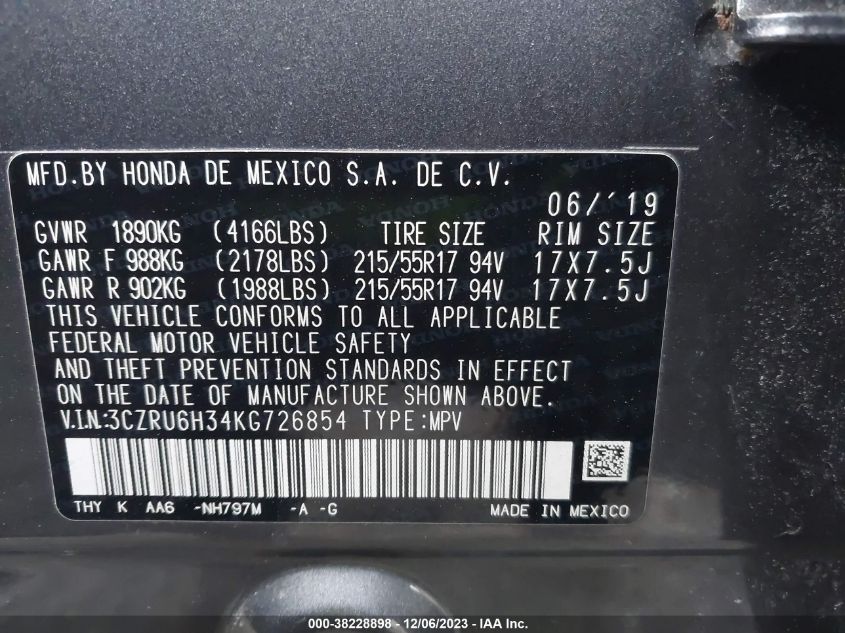 MFD.BY HONDA DE MEXICO S.A. DE C.V.
06/´19
GVWR 1890KG (4166LBS) TIRE SIZE RIM SIZE
GAWR F 988KG (2178LBS) 215/55R17 94V 17X7.5J
GAWR R 902KG (1988LBS) 215/55R17 94V 17X7.5J
THIS VEHICLE CONFORMS TO ALL APPLICABLE
FEDERAL MOTOR VEHICLE SAFETY
AND THEFT PREVENTION STANDARDS IN EFFECT
ON THE DATE OF MANUFACTURE SHOWN ABOVE.
V.I.N:3CZRU6H34KG726854 TYPE:MPV
THY K AA6 -NH797M -A -G MADE IN MEXICO
000-38228898 - 12/06/2023 - IAA Inc.